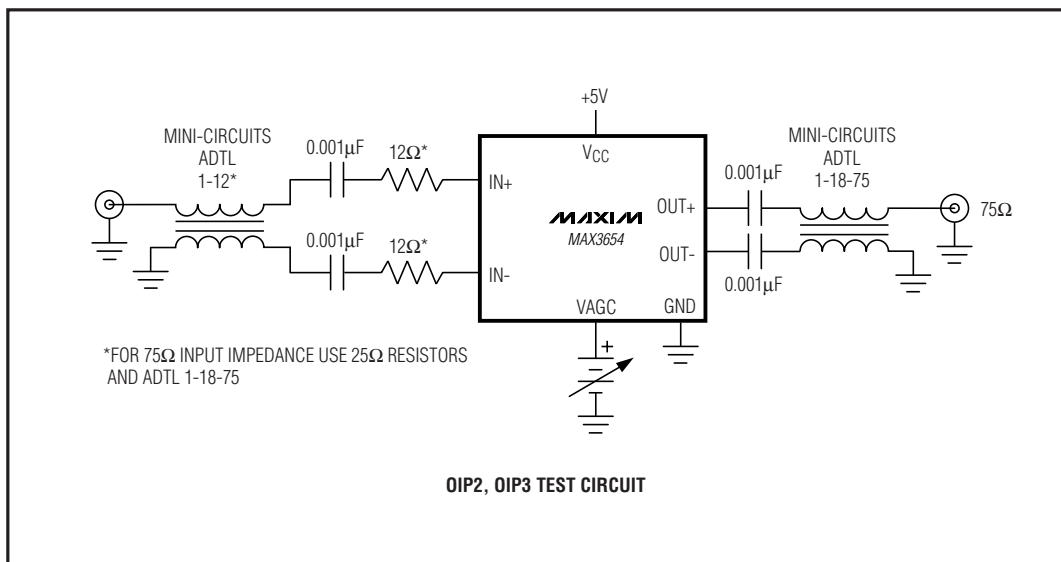 +5V
MINI-CIRCUITS
ADTL
1-12*
0.001µF
12Ω*
VCC
IN+
MAXIM
MAX3654
OUT+
0.001µF
MINI-CIRCUITS
ADTL
1-18-75
75Ω
0.001µF
12Ω*
IN-
OUT-
0.001µF
VAGC
GND
+
*FOR 75Ω INPUT IMPEDANCE USE 25Ω RESISTORS
AND ADTL 1-18-75
OIP2, OIP3 TEST CIRCUIT